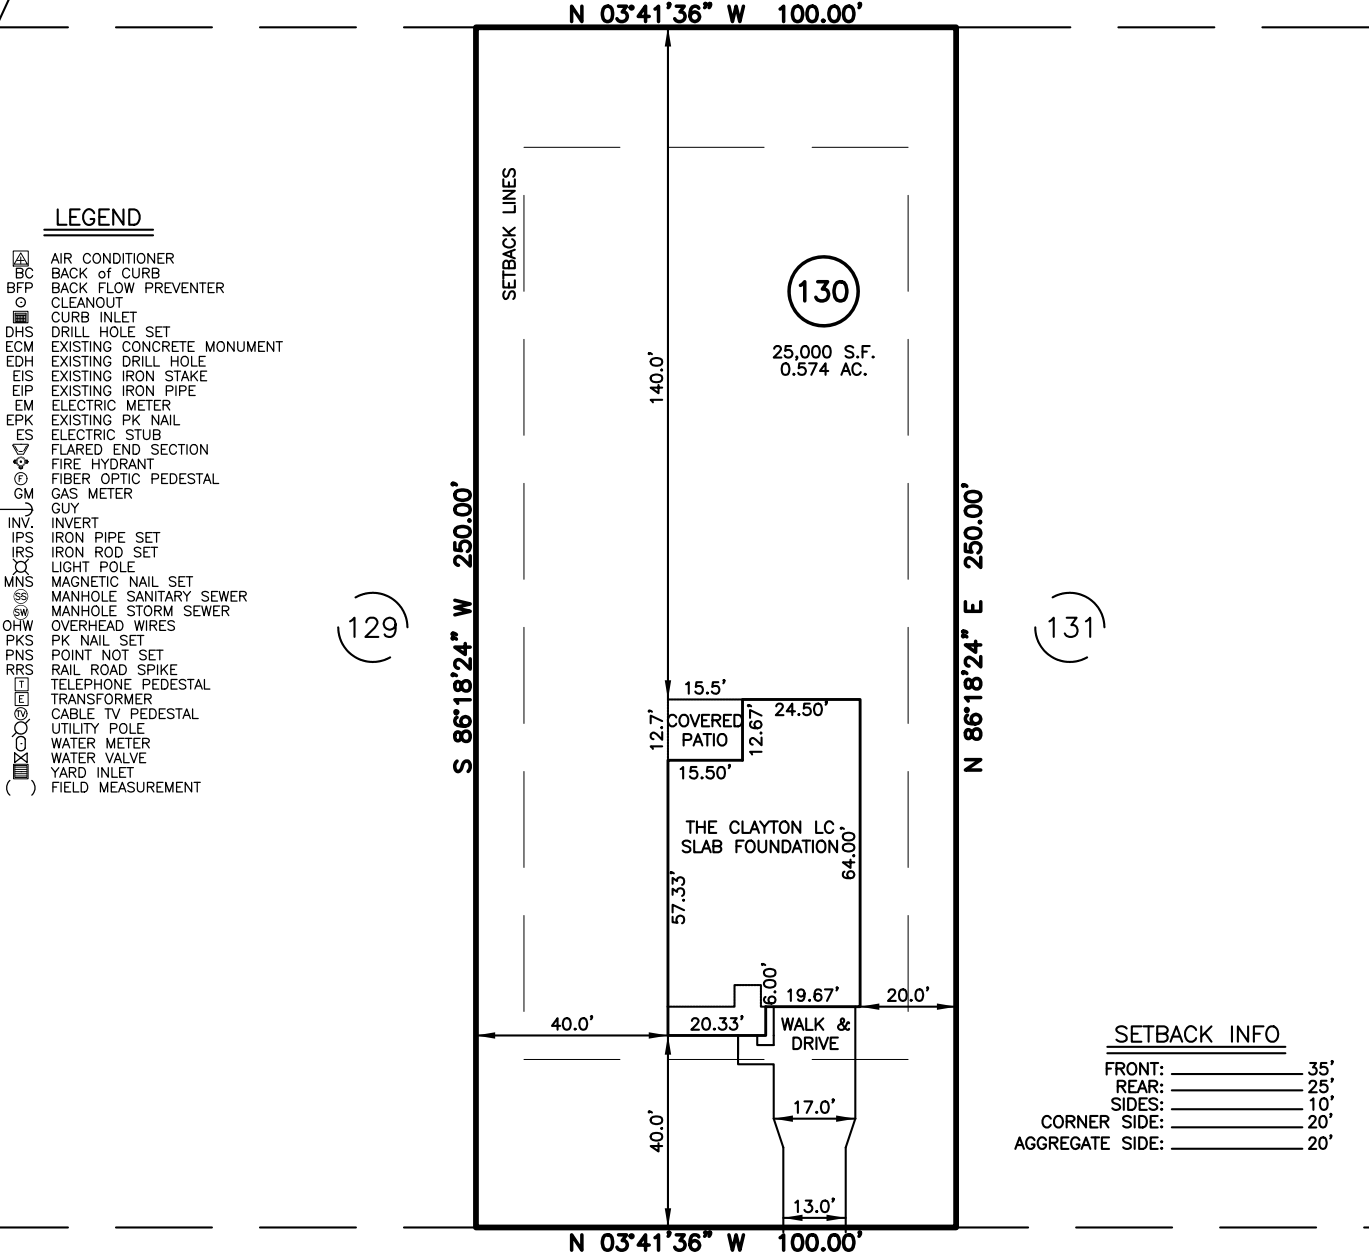 N 03°41'36" W 100.00'
SETBACK LINES
LEGEND
AIR CONDITIONER
BC BACK of CURB
BFP BACK FLOW PREVENTER
CLEANOUT
CURB INLET
DHS DRILL HOLE SET
ECM EXISTING CONCRETE MONUMENT
EDH EXISTING DRILL HOLE
EIS EXISTING IRON STAKE
EIP EXISTING IRON PIPE
EM ELECTRIC METER
EPK EXISTING PK NAIL
ES ELECTRIC STUB
FLARED END SECTION
FIRE HYDRANT
F FIBER OPTIC PEDESTAL
GM GAS METER
GUY
INV. INVERT
IPS IRON PIPE SET
IRS IRON ROD SET
LIGHT POLE
MNS MAGNETIC NAIL SET
SS MANHOLE SANITARY SEWER
SW MANHOLE STORM SEWER
OHW OVERHEAD WIRES
PKS PK NAIL SET
PNS POINT NOT SET
RRS RAIL ROAD SPIKE
T TELEPHONE PEDESTAL
E TRANSFORMER
TV CABLE TV PEDESTAL
UTILITY POLE
WATER METER
WATER VALVE
YARD INLET
( ) FIELD MEASUREMENT
130
25,000 S.F.
0.574 AC.
140.0'
S 86°18'24" W 250.00'
N 86°18'24" E 250.00'
129
131
15.5'
24.50'
12.7'
COVERED
PATIO
12.67'
15.50'
THE CLAYTON LC
SLAB FOUNDATION
64.00'
57.33'
6.00'
19.67'
20.0'
40.0'
20.33'
WALK &
DRIVE
17.0'
40.0'
13.0'
SETBACK INFO
FRONT: 35'
REAR: 25'
SIDES: 10'
CORNER SIDE: 20'
AGGREGATE SIDE: 20'
N 03°41'36" W 100.00'